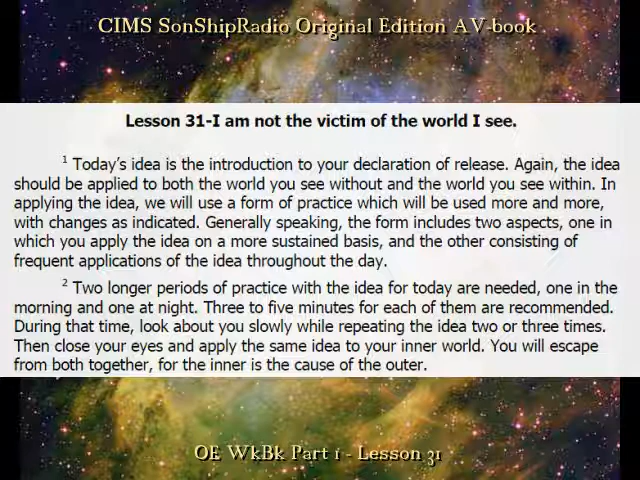 CIMS SonShipRadio Original Edition AV-book
Lesson 31-I am not the victim of the world I see.
1 Today's idea is the introduction to your declaration of release. Again, the idea
should be applied to both the world you see without and the world you see within. In
applying the idea, we will use a form of practice which will be used more and more,
with changes as indicated. Generally speaking, the form includes two aspects, one in
which you apply the idea on a more sustained basis, and the other consisting of
frequent applications of the idea throughout the day.
2 Two longer periods of practice with the idea for today are needed, one in the
morning and one at night. Three to five minutes for each of them are recommended.
During that time, look about you slowly while repeating the idea two or three times.
Then close your eyes and apply the same idea to your inner world. You will escape
from both together, for the inner is the cause of the outer.
OE WkBk Part 1 - Lesson 31